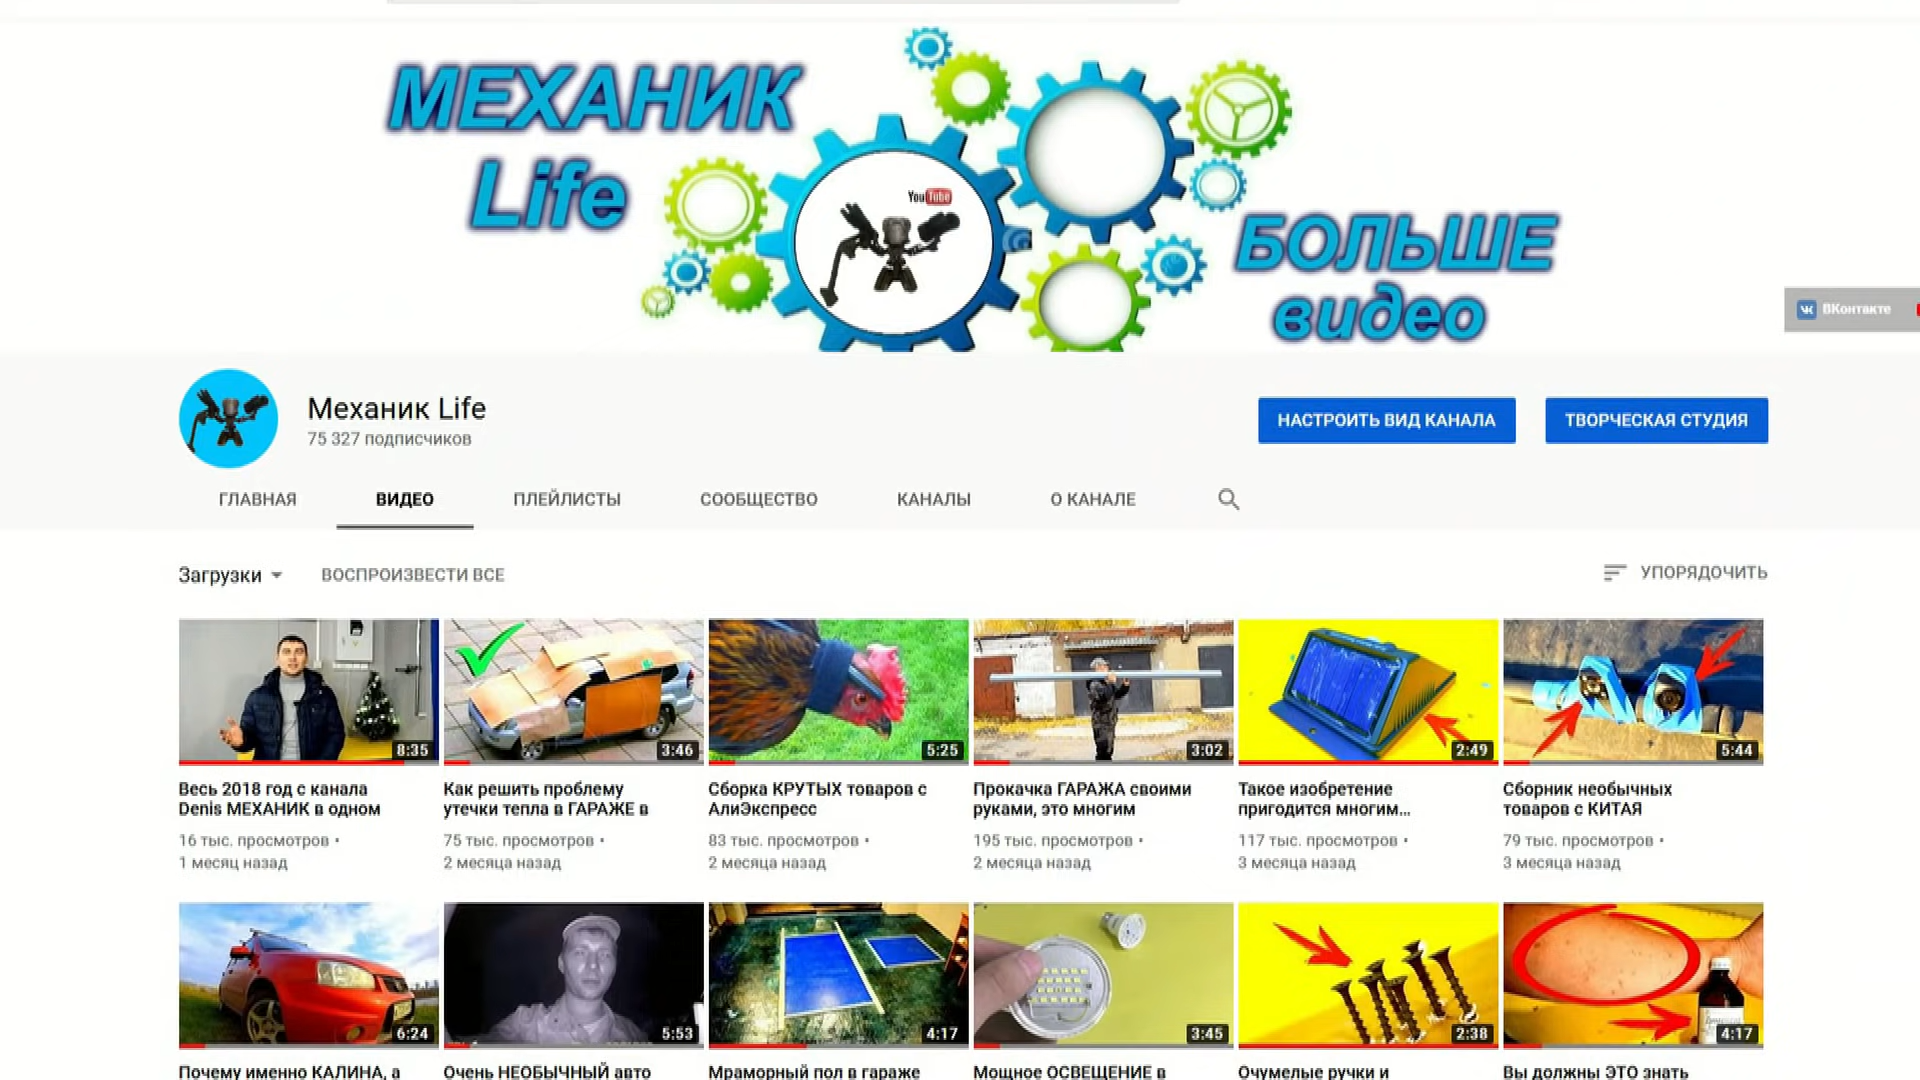 МЕХАНИК
Life
YouTube
БОЛЬШЕ
видео
ВКонтакте
Механик Life
75 327 подписчиков
НАСТРОИТЬ ВИД КАНАЛА
ТВОРЧЕСКАЯ СТУДИЯ
ГЛАВНАЯ
ВИДЕО
ПЛЕЙЛИСТЫ
СООБЩЕСТВО
КАНАЛЫ
О КАНАЛЕ
Загрузки
ВОСПРОИЗВЕСТИ ВСЕ
УПОРЯДОЧИТЬ
8:35
Весь 2018 год с канала
Denis МЕХАНИК в одном
16 тыс. просмотров •
1 месяц назад
3:46
Как решить проблему
утечки тепла в ГАРАЖЕ в
75 тыс. просмотров •
2 месяца назад
5:25
Сборка КРУТЫХ товаров с
АлиЭкспресс
83 тыс. просмотров •
2 месяца назад
3:02
Прокачка ГАРАЖА своими
руками, это многим
195 тыс. просмотров •
2 месяца назад
2:49
Такое изобретение
пригодится многим...
117 тыс. просмотров •
3 месяца назад
5:44
Сборник необычных
товаров с КИТАЯ
79 тыс. просмотров •
3 месяца назад
6:24
Почему именно КАЛИНА, а
5:53
Очень НЕОБЫЧНЫЙ авто
4:17
Мраморный пол в гараже
3:45
Мощное ОСВЕЩЕНИЕ в
2:38
Очумелые ручки и
4:17
Вы должны ЭТО знать